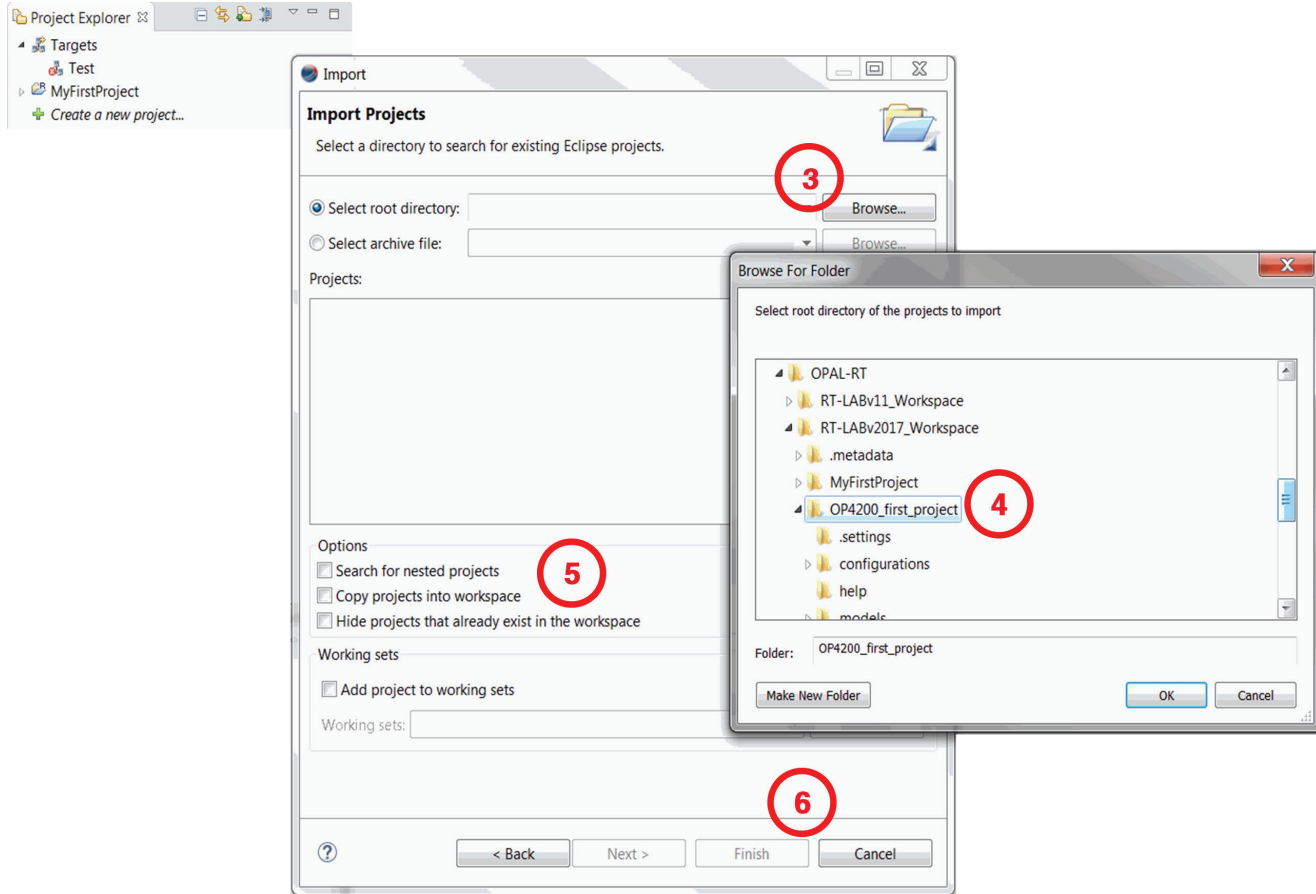 Project Explorer
Targets
Test
MyFirstProject
Create a new project...
Import
Import Projects
Select a directory to search for existing Eclipse projects.
3
Select root directory:
Browse...
Select archive file:
Browse...
Projects:
Browse For Folder
Select root directory of the projects to import
OPAL-RT
RT-LABv11_Workspace
RT-LABv2017_Workspace
.metadata
MyFirstProject
OP4200_first_project
4
.settings
configurations
help
models
Folder: OP4200_first_project
Make New Folder
OK
Cancel
Options
Search for nested projects
5
Copy projects into workspace
Hide projects that already exist in the workspace
Working sets
Add project to working sets
Working sets:
6
< Back
Next >
Finish
Cancel